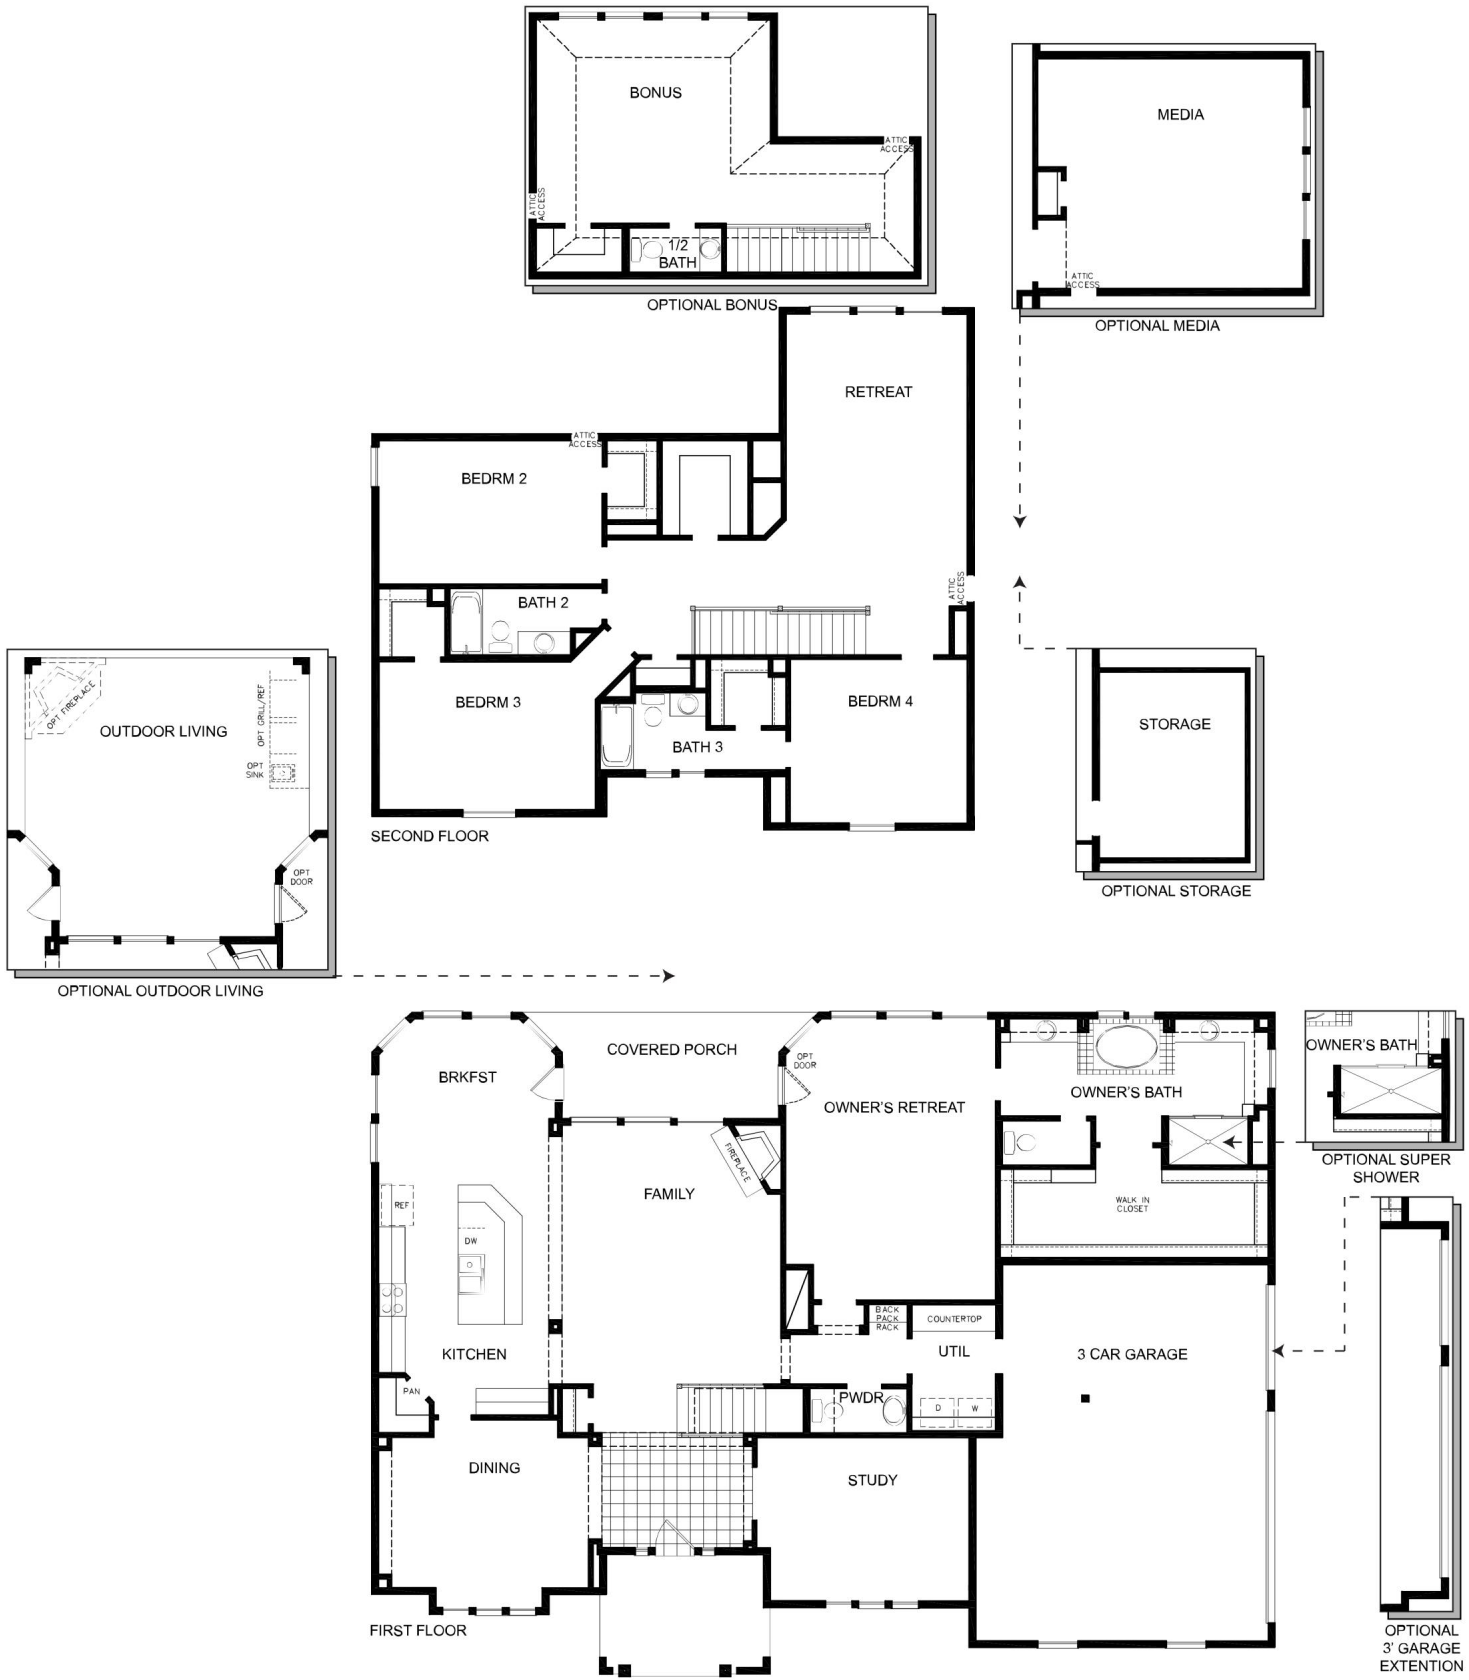 BONUS
ATTIC
ACCESS
ATTIC
ACCESS
1/2
BATH
OPTIONAL BONUS
MEDIA
ATTIC
ACCESS
OPTIONAL MEDIA
RETREAT
ATTIC
ACCESS
BEDRM 2
ATTIC
ACCESS
BATH 2
BEDRM 3
BATH 3
BEDRM 4
SECOND FLOOR
OPT FIREPLACE
OUTDOOR LIVING
OPT GRILL/REF
OPT
SINK
OPT
DOOR
OPTIONAL OUTDOOR LIVING
STORAGE
OPTIONAL STORAGE
COVERED PORCH
BRKFST
OPT
DOOR
OWNER'S RETREAT
OWNER'S BATH
OWNER'S BATH
OPTIONAL SUPER
SHOWER
FIREPLACE
FAMILY
REF
DW
WALK IN
CLOSET
KITCHEN
PAN
BACK
PACK
RACK
COUNTERTOP
UTIL
3 CAR GARAGE
PWDR
D
W
DINING
STUDY
FIRST FLOOR
OPTIONAL
3' GARAGE
EXTENTION